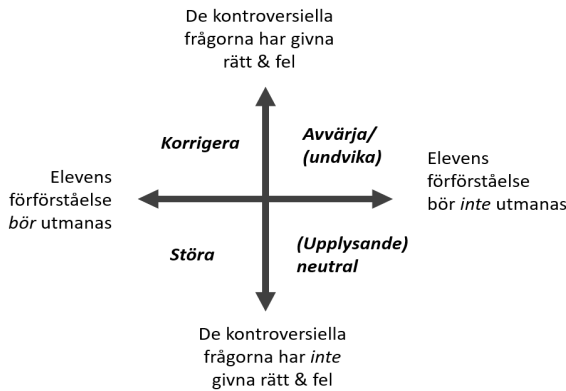 De kontroversiella
frågorna har givna
rätt & fel
Korrigera
Avvärja/
(undvika)
Elevens
förförståelse
bör utmanas
Elevens
förförståelse
bör inte utmanas
Störa
(Upplysande)
neutral
De kontroversiella
frågorna har inte
givna rätt & fel